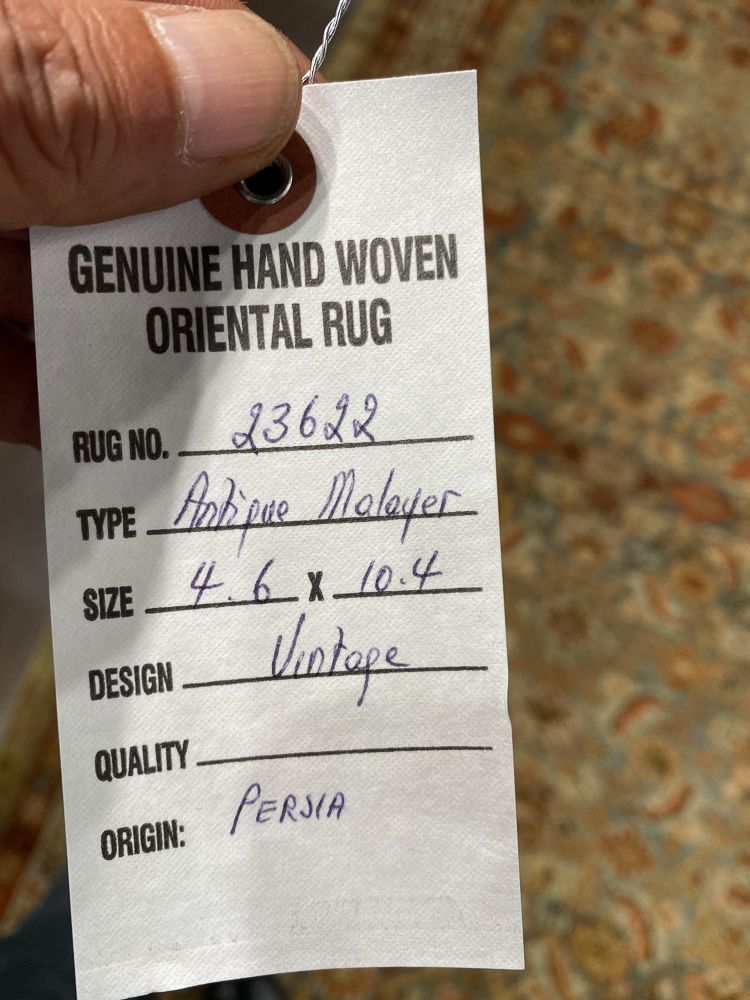 GENUINE HAND WOVEN
ORIENTAL RUG
RUG NO. 23622
TYPE Antique Malayer
SIZE 4.6 X 10.4
DESIGN Vintage
QUALITY
ORIGIN: PERSIA